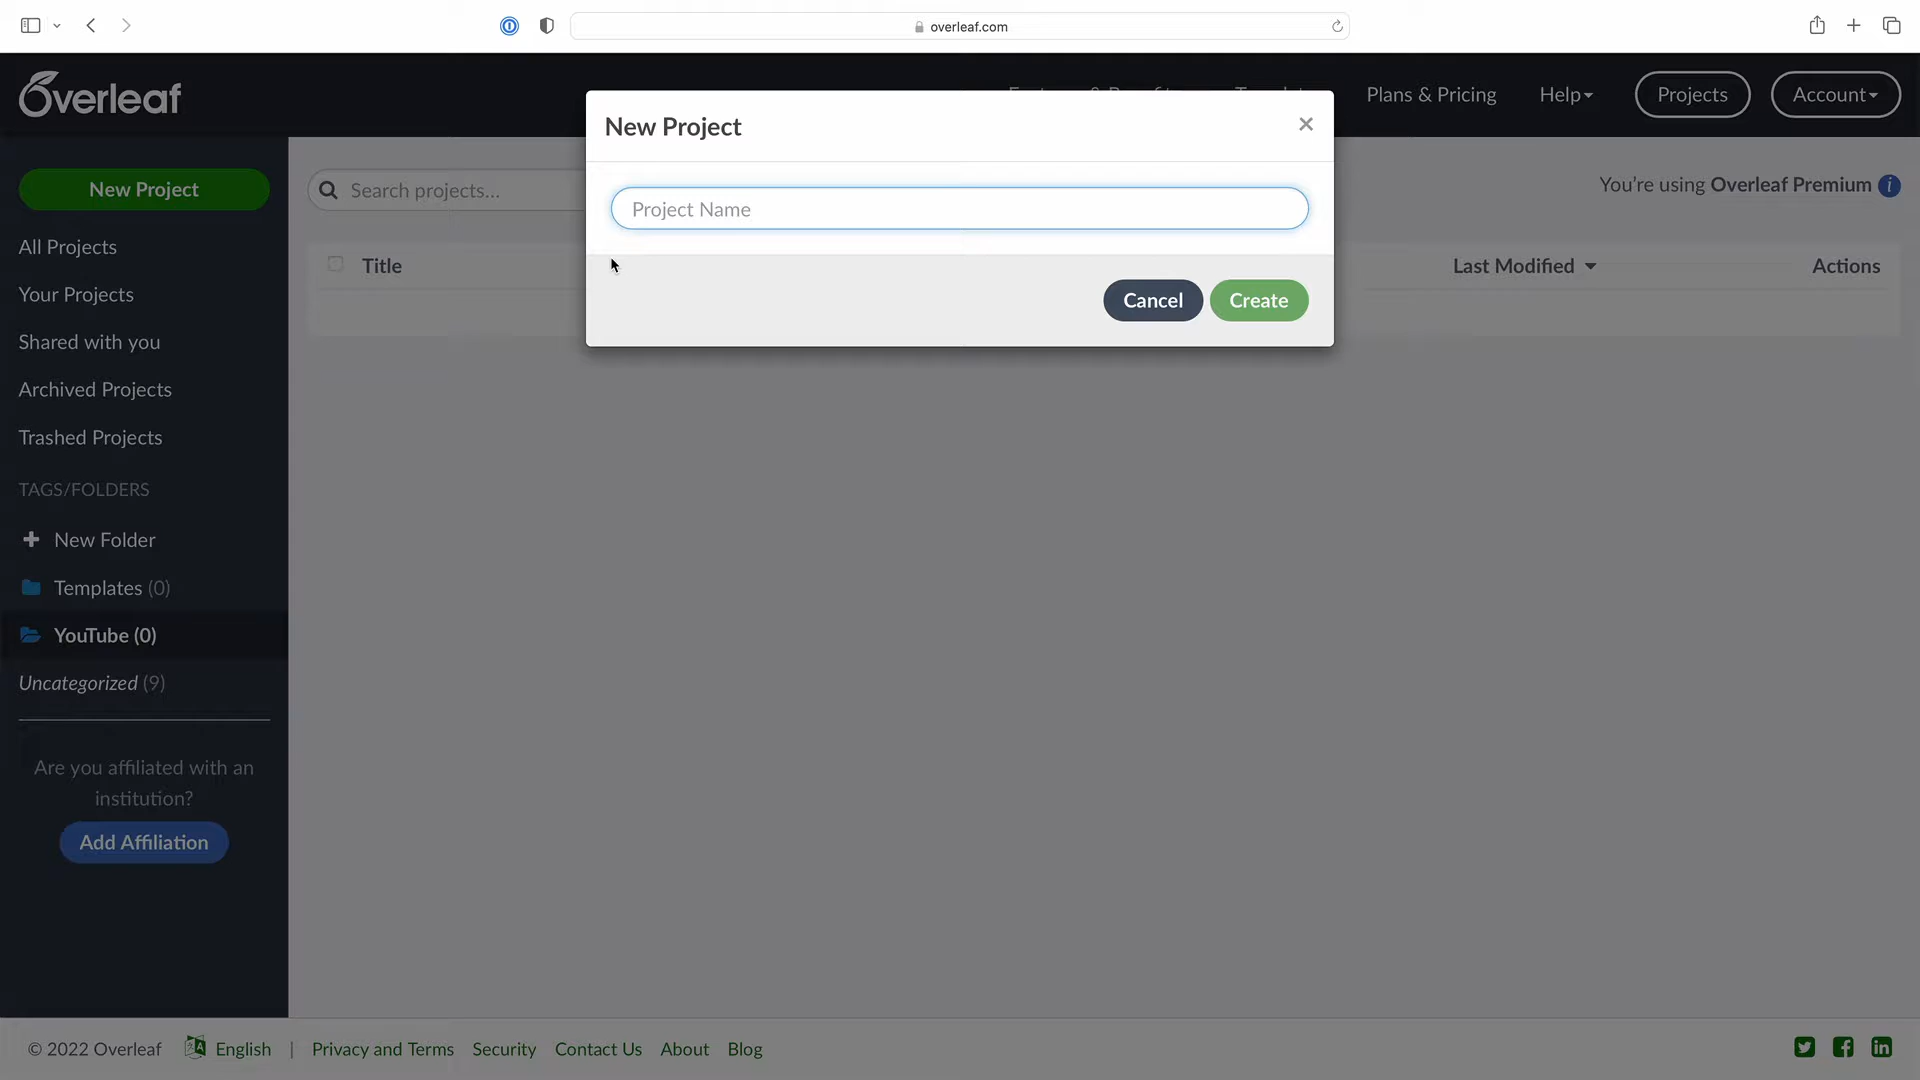 overleaf.com
Overleaf
Plans & Pricing
Help
Projects
Account
New Project
×
Project Name
Cancel
Create
New Project
All Projects
Your Projects
Shared with you
Archived Projects
Trashed Projects
TAGS/FOLDERS
+ New Folder
Templates (0)
YouTube (0)
Uncategorized (9)
Are you affiliated with an
institution?
Add Affiliation
Search projects...
You're using Overleaf Premium i
Title
Last Modified
Actions
© 2022 Overleaf
English | Privacy and Terms Security Contact Us About Blog